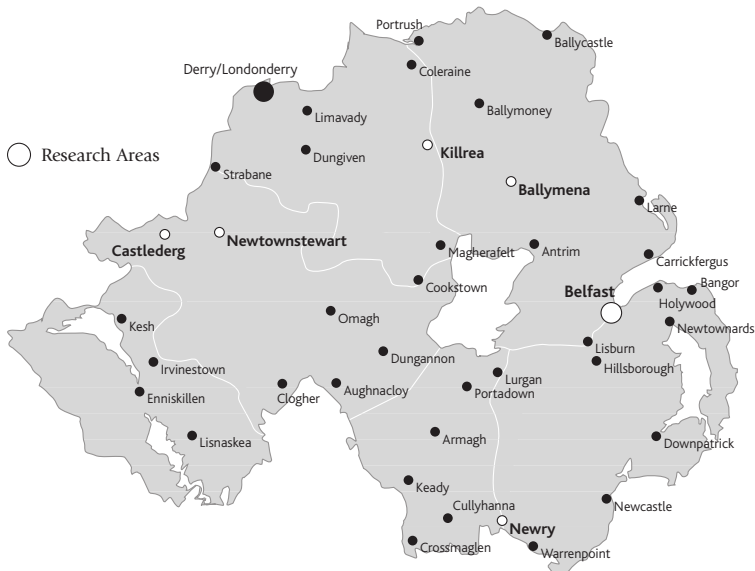 Portrush
Ballycastle
Coleraine
Derry/Londonderry
Limavady
Ballymoney
Research Areas
Dungiven
Killrea
Strabane
Ballymena
Larne
Castlederg
Newtownstewart
Magherafelt
Antrim
Carrickfergus
Cookstown
Belfast
Bangor
Holywood
Kesh
Omagh
Newtownards
Lisburn
Dungannon
Hillsborough
Irvinestown
Lurgan
Enniskillen
Clogher
Aughnacloy
Portadown
Lisnaskea
Armagh
Downpatrick
Keady
Cullyhanna
Newcastle
Newry
Crossmaglen
Warrenpoint